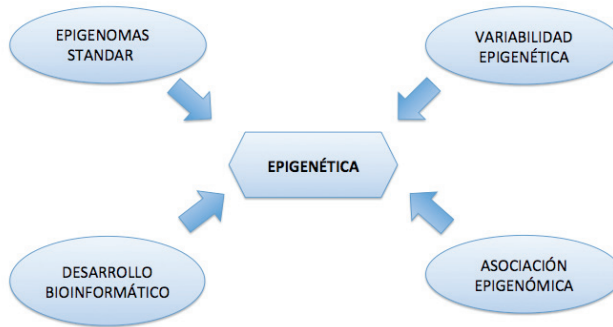 EPIGENOMAS
STANDAR
VARIABILIDAD
EPIGENÉTICA
EPIGENÉTICA
DESARROLLO
BIOINFORMÁTICO
ASOCIACIÓN
EPIGENÓMICA